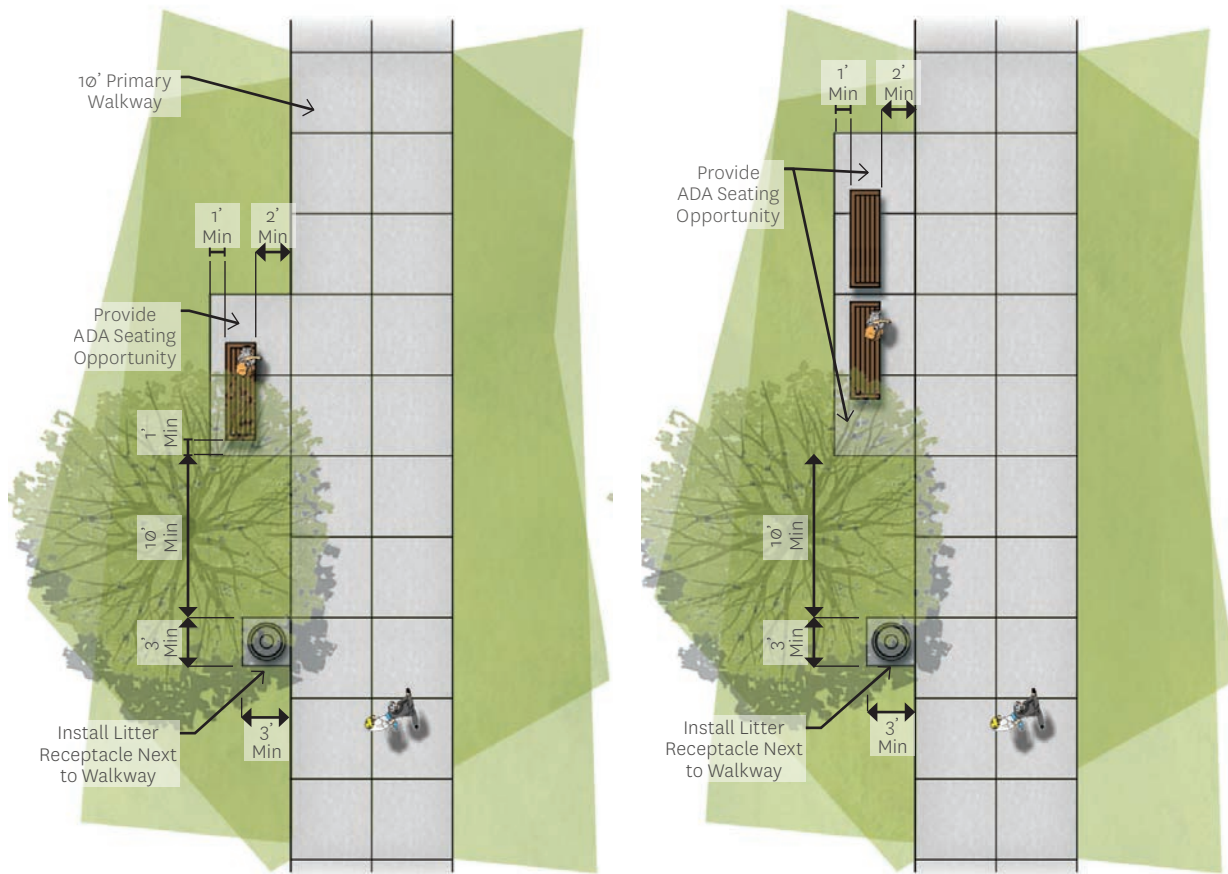 10' Primary
Walkway
1'
Min
2'
Min
Provide
ADA Seating
Opportunity
1'
Min
10'
Min
3'
Min
Install Litter
Receptacle Next
to Walkway
3'
Min
1'
Min
2'
Min
Provide
ADA Seating
Opportunity
10'
Min
3'
Min
Install Litter
Receptacle Next
to Walkway
3'
Min